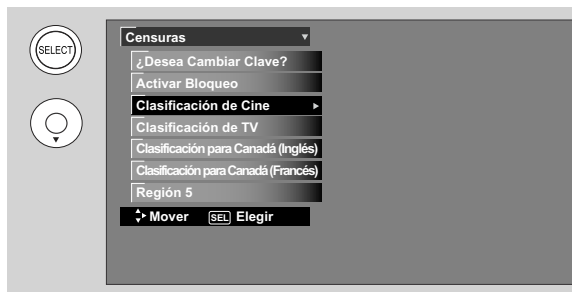 SELECT
Censuras
¿Desea Cambiar Clave?
Activar Bloqueo
Clasificación de Cine
Clasificación de TV
Clasificación para Canadá (Inglés)
Clasificación para Canadá (Francés)
Región 5
Mover SEL Elegir